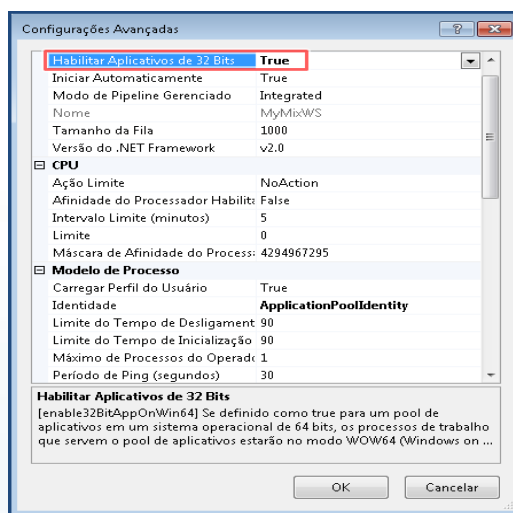 Configurações Avançadas
Habilitar Aplicativos de 32 Bits True
Iniciar Automaticamente True
Modo de Pipeline Gerenciado Integrated
Nome MyMixWS
Tamanho da Fila 1000
Versão do .NET Framework v2.0
CPU
Ação Limite NoAction
Afinidade do Processador Habilita False
Intervalo Limite (minutos) 5
Limite 0
Máscara de Afinidade do Process 4294967295
Modelo de Processo
Carregar Perfil do Usuário True
Identidade ApplicationPoolIdentity
Limite do Tempo de Desligament 90
Limite do Tempo de Inicialização 90
Máximo de Processos do Operad 1
Período de Ping (segundos) 30
Habilitar Aplicativos de 32 Bits
[enable32BitAppOnWin64] Se definido como true para um pool de
aplicativos em um sistema operacional de 64 bits, os processos de trabalho
que servem o pool de aplicativos estarão no modo WOW64 (Windows on ...
OK Cancelar